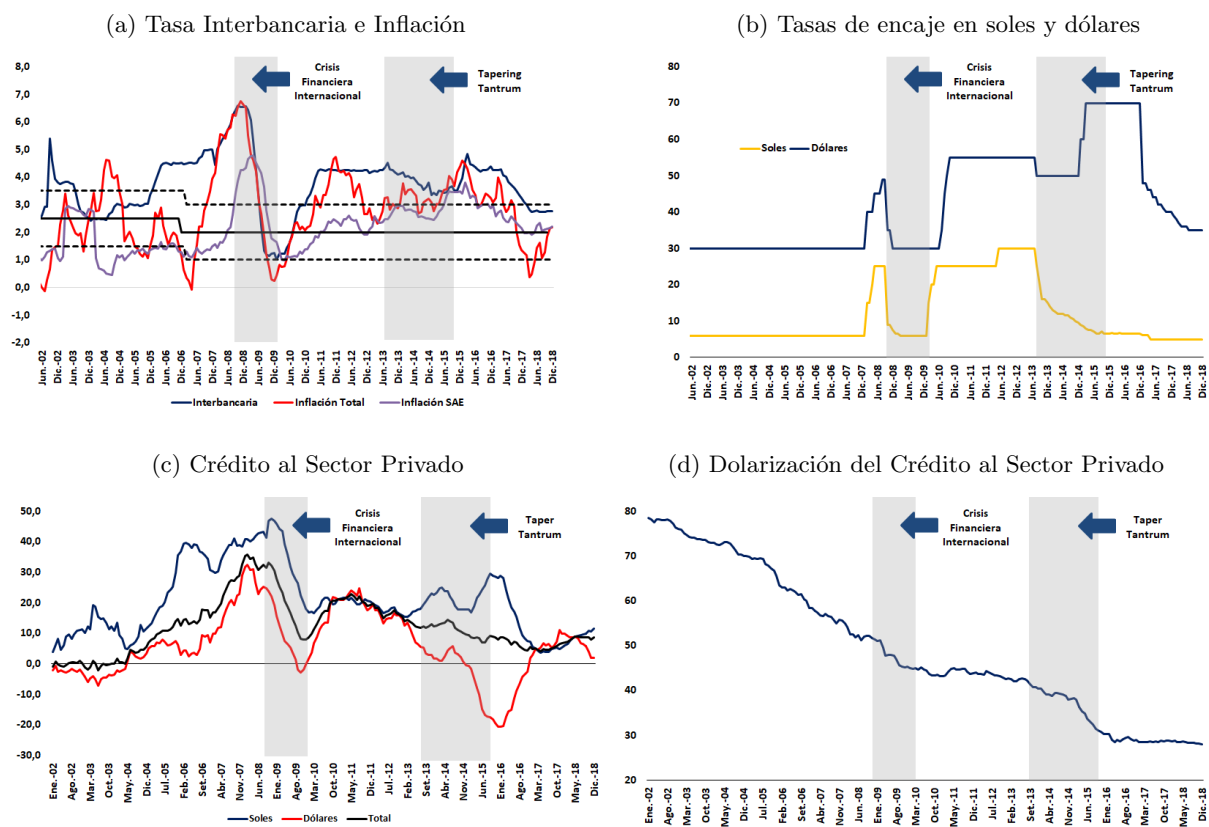 (a) Tasa Interbancaria e Inflación
8,0
7,0
6,0
5,0
4,0
3,0
2,0
1,0
0,0
-1,0
-2,0
Crisis
Financiera
Internacional
Tapering
Tantrum
Jun.-02
Dic.-02
Jun.-03
Dic.-03
Jun.-04
Dic.-04
Jun.-05
Dic.-05
Jun.-06
Dic.-06
Jun.-07
Dic.-07
Jun.-08
Dic.-08
Jun.-09
Dic.-09
Jun.-10
Dic.-10
Jun.-11
Dic.-11
Jun.-12
Dic.-12
Jun.-13
Dic.-13
Jun.-14
Dic.-14
Jun.-15
Dic.-15
Jun.-16
Dic.-16
Jun.-17
Dic.-17
Jun.-18
Dic.-18
Interbancaria Inflación Total Inflación SAE
(b) Tasas de encaje en soles y dólares
80
70
60
50
40
30
20
10
0
Crisis
Financiera
Internacional
Tapering
Tantrum
Soles Dólares
Jun.-02
Dic.-02
Jun.-03
Dic.-03
Jun.-04
Dic.-04
Jun.-05
Dic.-05
Jun.-06
Dic.-06
Jun.-07
Dic.-07
Jun.-08
Dic.-08
Jun.-09
Dic.-09
Jun.-10
Dic.-10
Jun.-11
Dic.-11
Jun.-12
Dic.-12
Jun.-13
Dic.-13
Jun.-14
Dic.-14
Jun.-15
Dic.-15
Jun.-16
Dic.-16
Jun.-17
Dic.-17
Jun.-18
Dic.-18
(c) Crédito al Sector Privado
50,0
40,0
30,0
20,0
10,0
0,0
-10,0
-20,0
-30,0
Crisis
Financiera
Internacional
Taper
Tantrum
Ene.-02
Ago.-02
Mar.-03
Oct.-03
May.-04
Dic.-04
Jul.-05
Feb.-06
Set.-06
Abr.-07
Nov.-07
Jun.-08
Ene.-09
Ago.-09
Mar.-10
Oct.-10
May.-11
Dic.-11
Jul.-12
Feb.-13
Set.-13
Abr.-14
Nov.-14
Jun.-15
Ene.-16
Ago.-16
Mar.-17
Oct.-17
May.-18
Dic.-18
Soles Dólares Total
(d) Dolarización del Crédito al Sector Privado
80
70
60
50
40
30
20
Crisis
Financiera
Internacional
Taper
Tantrum
Ene.-02
Ago.-02
Mar.-03
Oct.-03
May.-04
Dic.-04
Jul.-05
Feb.-06
Set.-06
Abr.-07
Nov.-07
Jun.-08
Ene.-09
Ago.-09
Mar.-10
Oct.-10
May.-11
Dic.-11
Jul.-12
Feb.-13
Set.-13
Abr.-14
Nov.-14
Jun.-15
Ene.-16
Ago.-16
Mar.-17
Oct.-17
May.-18
Dic.-18